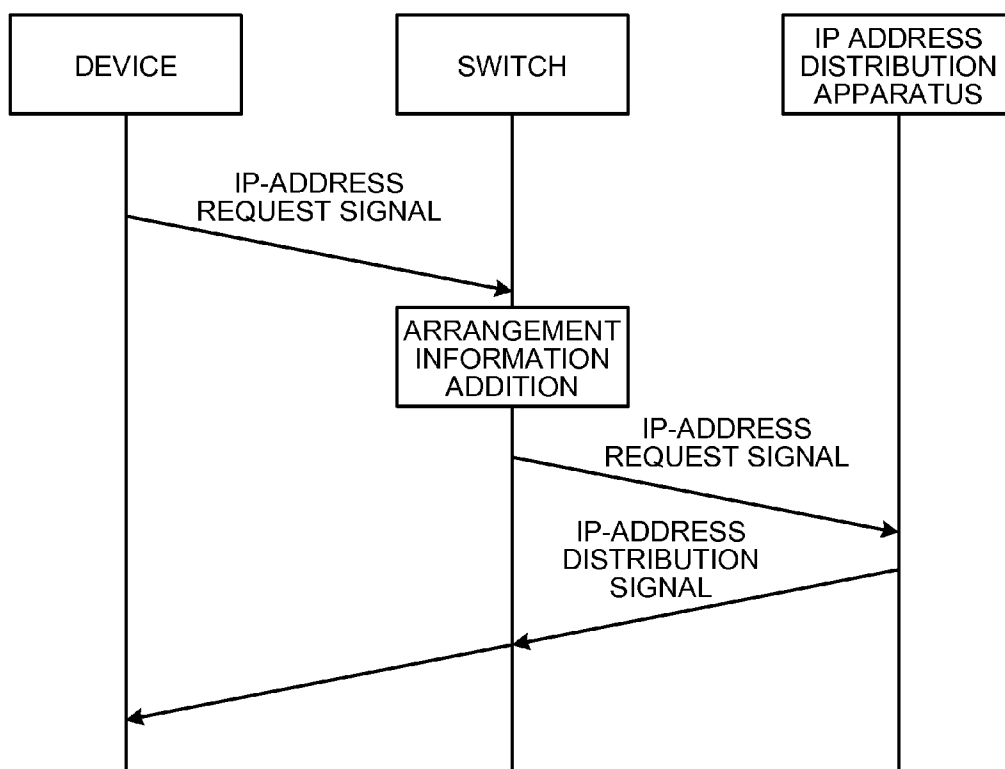 DEVICE
SWITCH
IP ADDRESS
DISTRIBUTION
APPARATUS
IP-ADDRESS
REQUEST SIGNAL
ARRANGEMENT
INFORMATION
ADDITION
IP-ADDRESS
REQUEST SIGNAL
IP-ADDRESS
DISTRIBUTION
SIGNAL